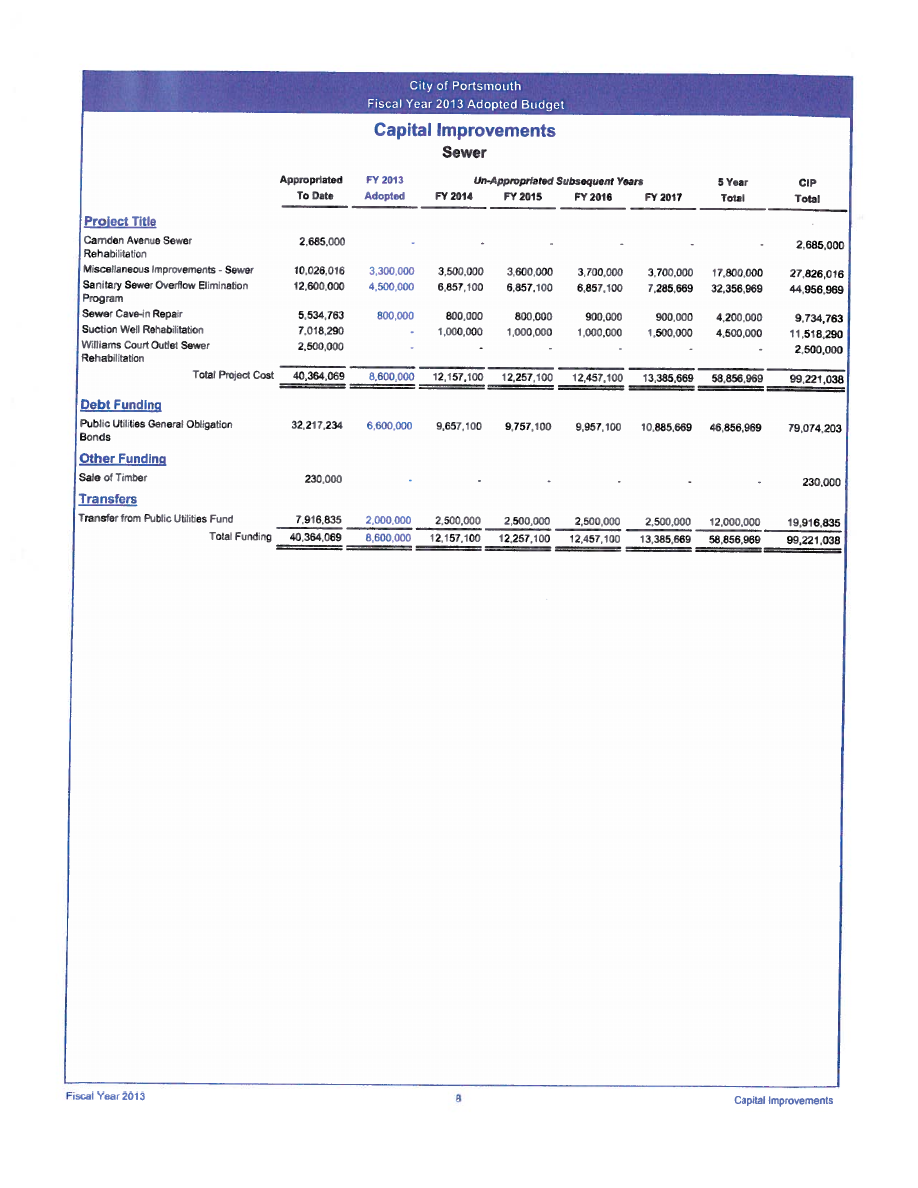 City of Portsmouth
Fiscal Year 2013 Adopted Budget
Capital Improvements
Sewer
Appropriated FY 2013 Un-Appropriated Subsequent Years 5 Year CIP
To Date Adopted FY 2014 FY 2015 FY 2016 FY 2017 Total Total
Project Title
Camden Avenue Sewer 2,685,000 - - - - - - 2,685,000
Rehabilitation
Miscellaneous Improvements - Sewer 10,026,016 3,300,000 3,500,000 3,600,000 3,700,000 3,700,000 17,800,000 27,826,016
Sanitary Sewer Overflow Elimination 12,600,000 4,500,000 6,857,100 6,857,100 6,857,100 7,285,669 32,356,969 44,956,969
Program
Sewer Cave-in Repair 5,534,763 800,000 800,000 800,000 900,000 900,000 4,200,000 9,734,763
Suction Well Rehabilitation 7,018,290 - 1,000,000 1,000,000 1,000,000 1,500,000 4,500,000 11,518,290
Williams Court Outlet Sewer 2,500,000 - - - - - - 2,500,000
Rehabilitation
Total Project Cost 40,364,069 8,600,000 12,157,100 12,257,100 12,457,100 13,385,669 58,856,969 99,221,038
Debt Funding
Public Utilities General Obligation 32,217,234 6,600,000 9,657,100 9,757,100 9,957,100 10,885,669 46,856,969 79,074,203
Bonds
Other Funding
Sale of Timber 230,000 - - - - - - 230,000
Transfers
Transfer from Public Utilities Fund 7,916,835 2,000,000 2,500,000 2,500,000 2,500,000 2,500,000 12,000,000 19,916,835
Total Funding 40,364,069 8,600,000 12,157,100 12,257,100 12,457,100 13,385,669 58,856,969 99,221,038
Fiscal Year 2013 8 Capital Improvements